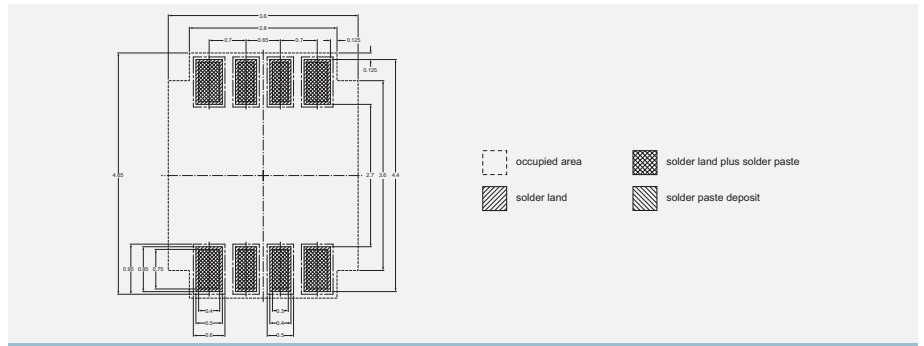 3.6
2.8
0.7 0.65 0.7 0.125
0.125
4.65 2.7 3.6 4.4
0.95 0.85 0.75
0.4 0.3
0.5 0.4
0.6 0.5
occupied area
solder land plus solder paste
solder land
solder paste deposit